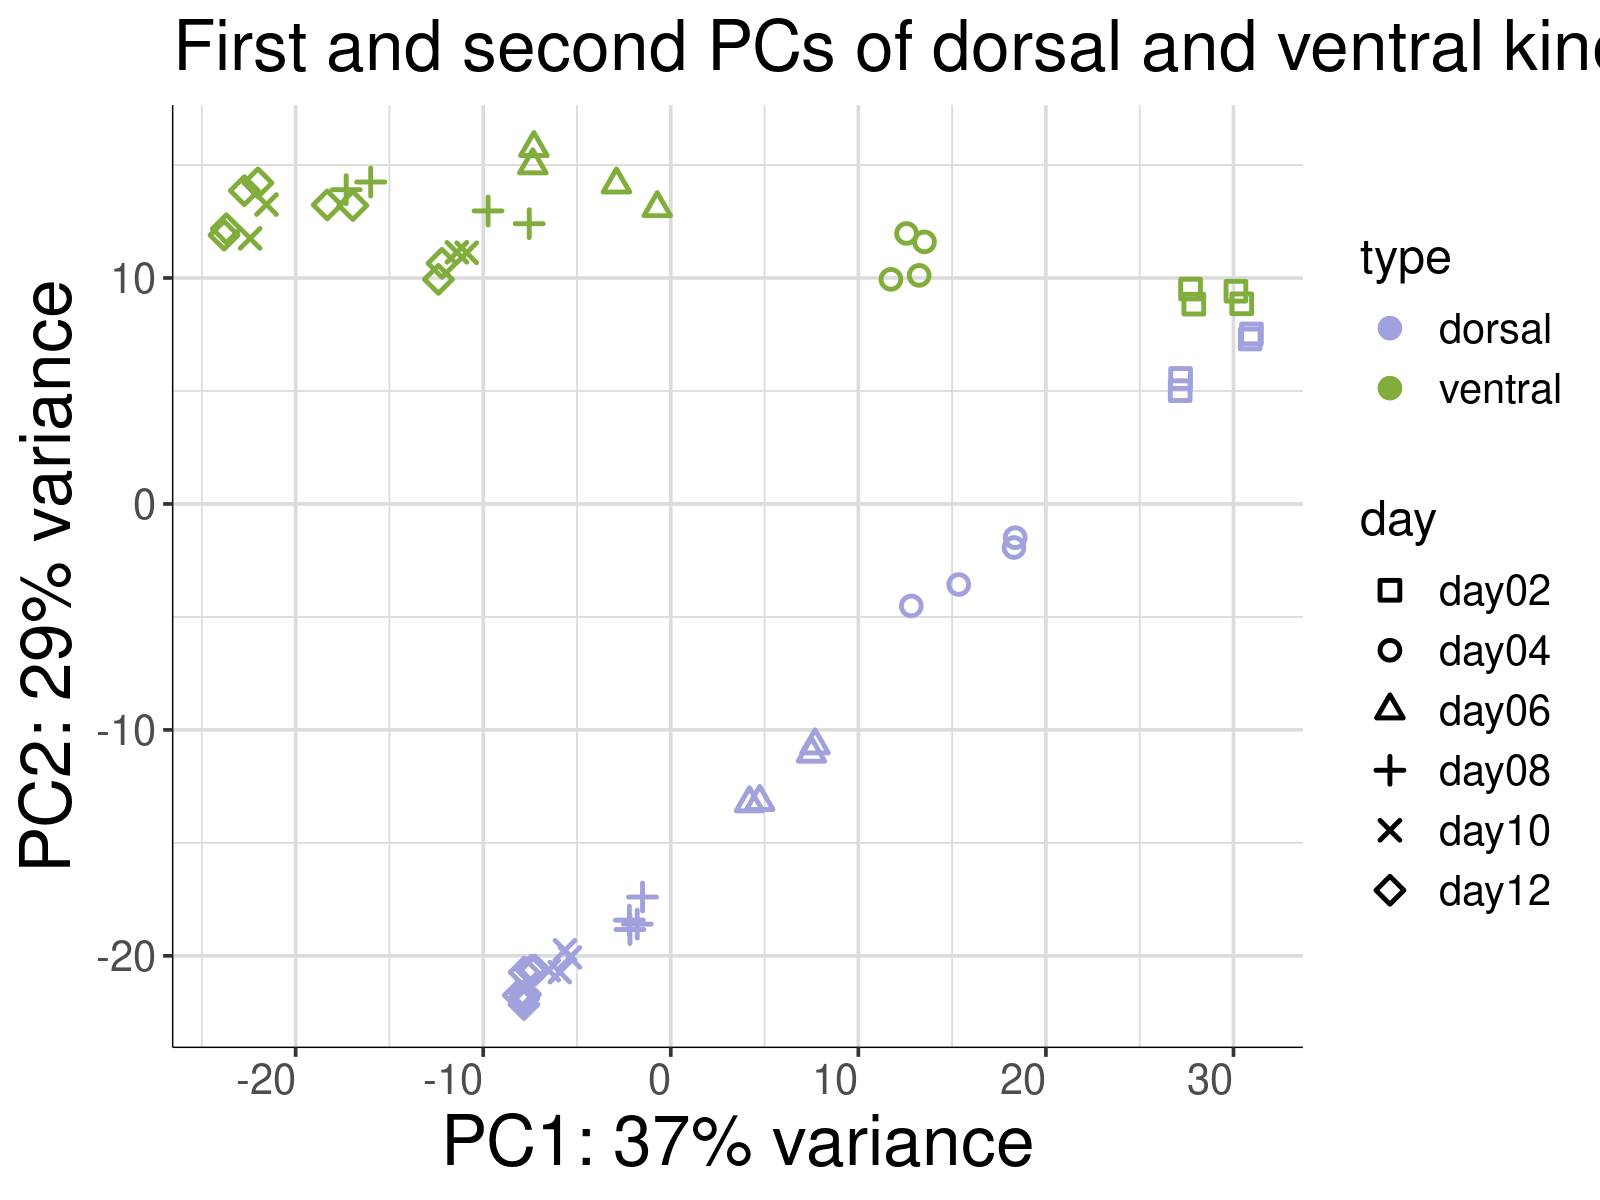 First and second PCs of dorsal and ventral
PC2: 29% variance
10
0
-10
-20
-20
-10
0
10
20
30
PC1: 37% variance
type
dorsal
ventral
day
day02
day04
day06
day08
day10
day12